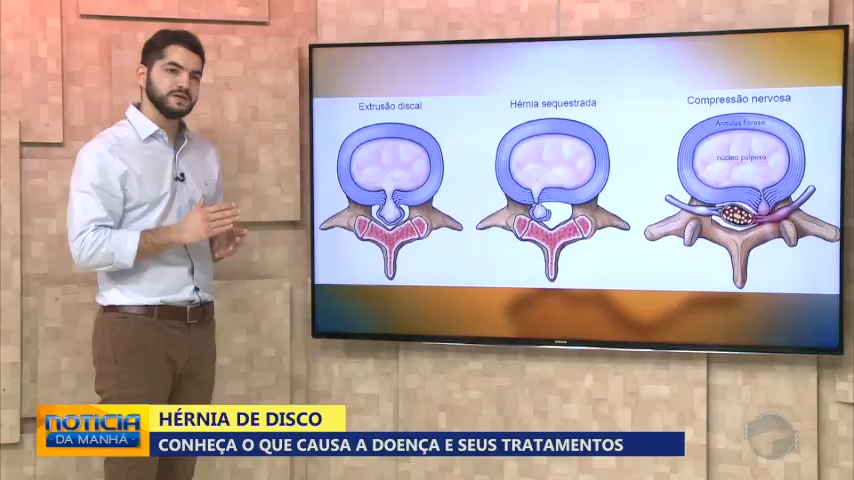 Extrusão discal
Hérnia sequestrada
Compressão nervosa
Annulus fibroso
núcleo pulposo
NOTÍCIA
DA MANHÃ
HÉRNIA DE DISCO
CONHEÇA O QUE CAUSA A DOENÇA E SEUS TRATAMENTOS